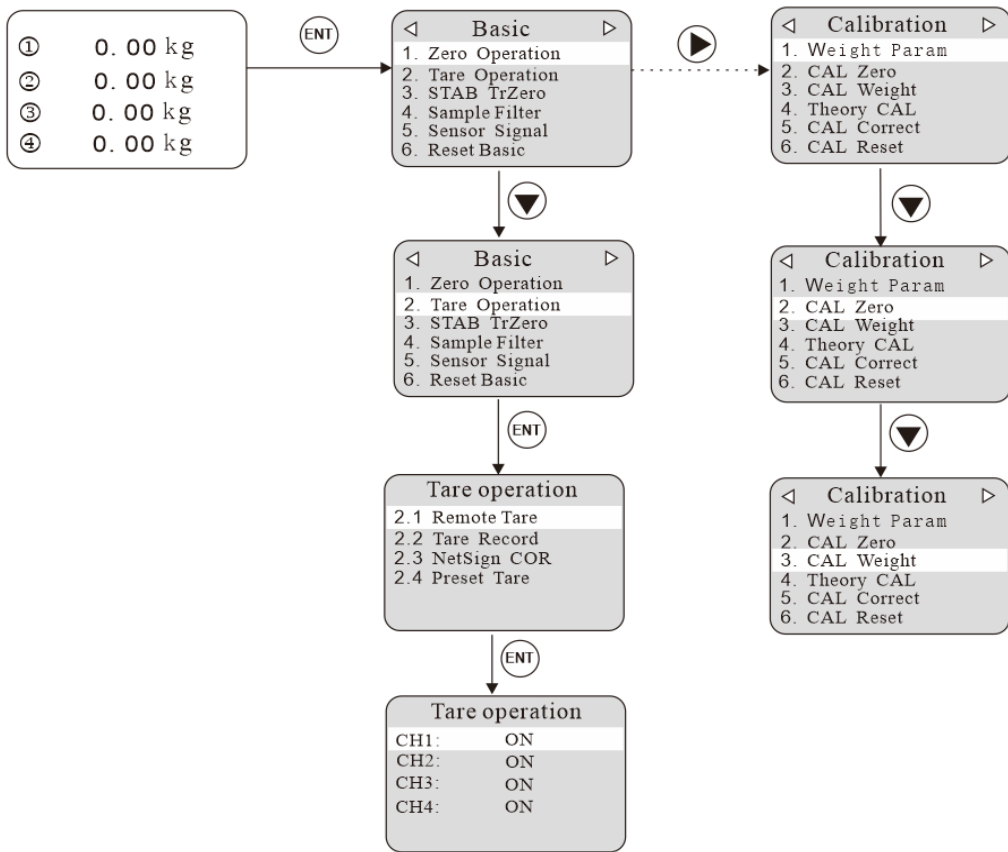 ① 0. 00 kg
② 0. 00 kg
③ 0. 00 kg
④ 0. 00 kg
ENT
Basic
1. Zero Operation
2. Tare Operation
3. STAB TrZero
4. Sample Filter
5. Sensor Signal
6. Reset Basic
Calibration
1. Weight Param
2. CAL Zero
3. CAL Weight
4. Theory CAL
5. CAL Correct
6. CAL Reset
Basic
1. Zero Operation
2. Tare Operation
3. STAB TrZero
4. Sample Filter
5. Sensor Signal
6. Reset Basic
Calibration
1. Weight Param
2. CAL Zero
3. CAL Weight
4. Theory CAL
5. CAL Correct
6. CAL Reset
ENT
Tare operation
2.1 Remote Tare
2.2 Tare Record
2.3 NetSign COR
2.4 Preset Tare
Calibration
1. Weight Param
2. CAL Zero
3. CAL Weight
4. Theory CAL
5. CAL Correct
6. CAL Reset
ENT
Tare operation
CH1: ON
CH2: ON
CH3: ON
CH4: ON